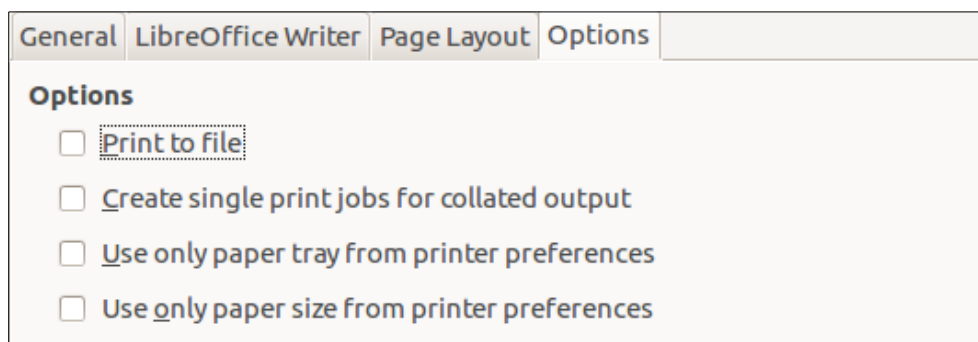 General LibreOffice Writer Page Layout Options
Options
Print to file
Create single print jobs for collated output
Use only paper tray from printer preferences
Use only paper size from printer preferences